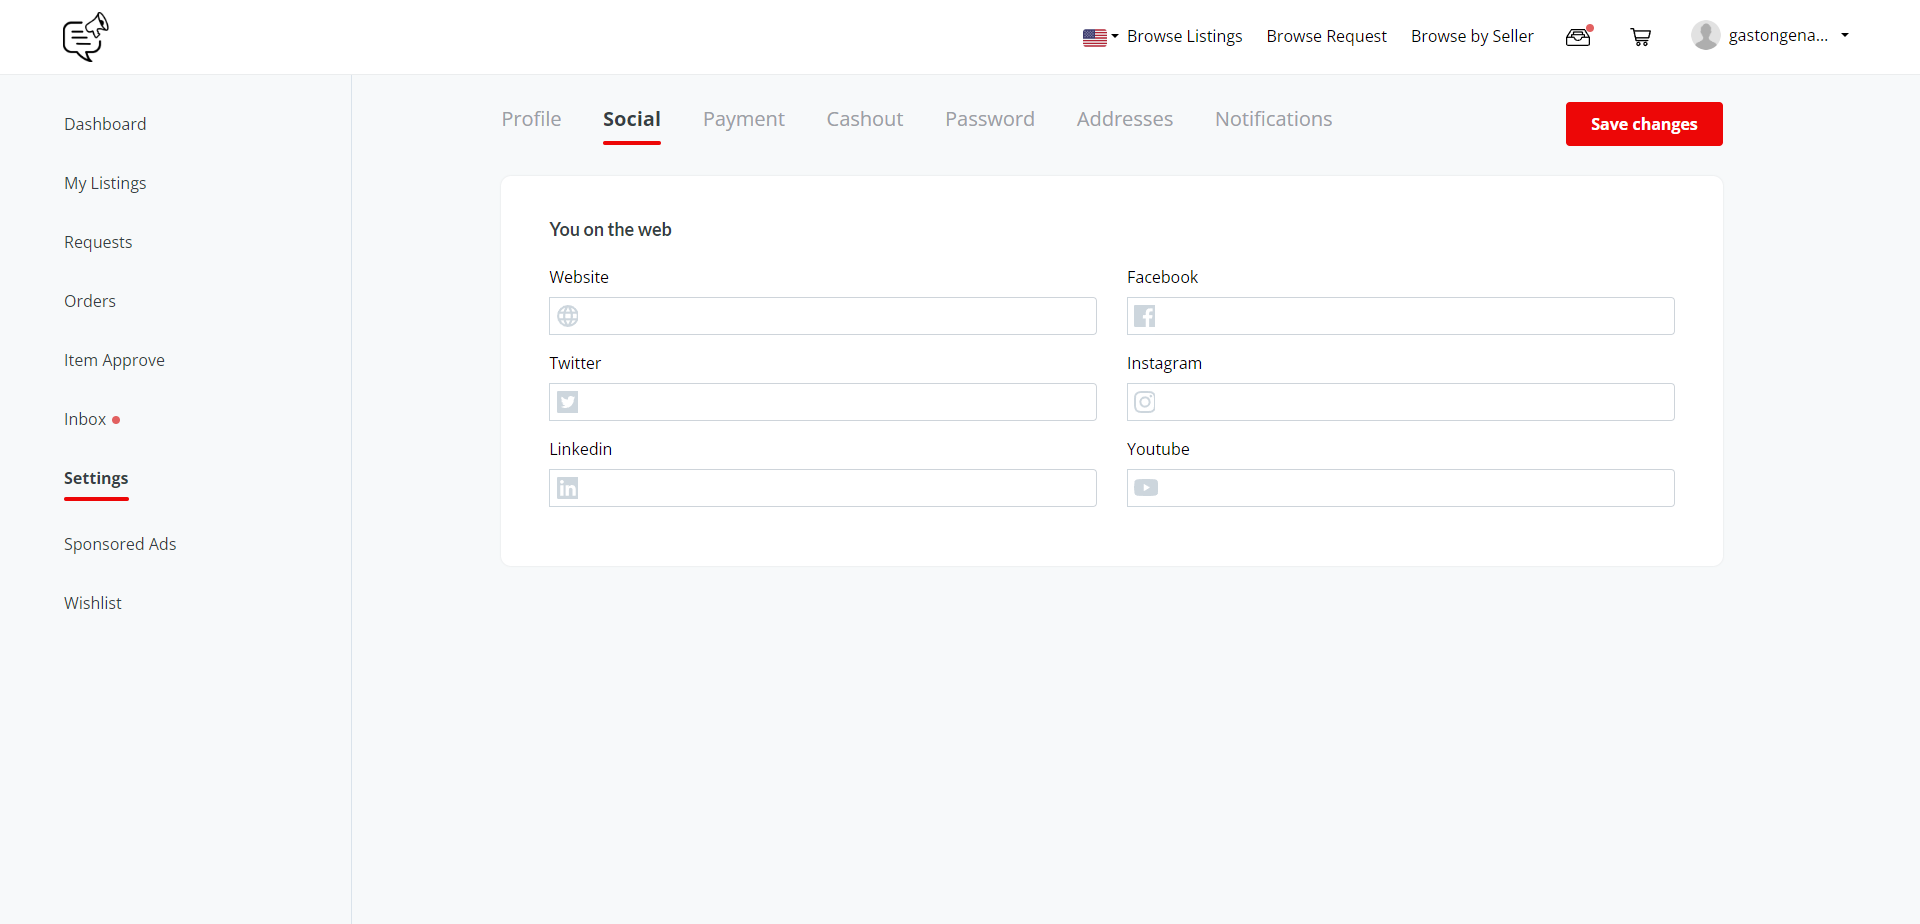 Browse Listings Browse Request Browse by Seller gastongena...
Dashboard
My Listings
Requests
Orders
Item Approve
Inbox
Settings
Sponsored Ads
Wishlist
Profile Social Payment Cashout Password Addresses Notifications
Save changes
You on the web
Website
Facebook
Twitter
Instagram
Linkedin
Youtube